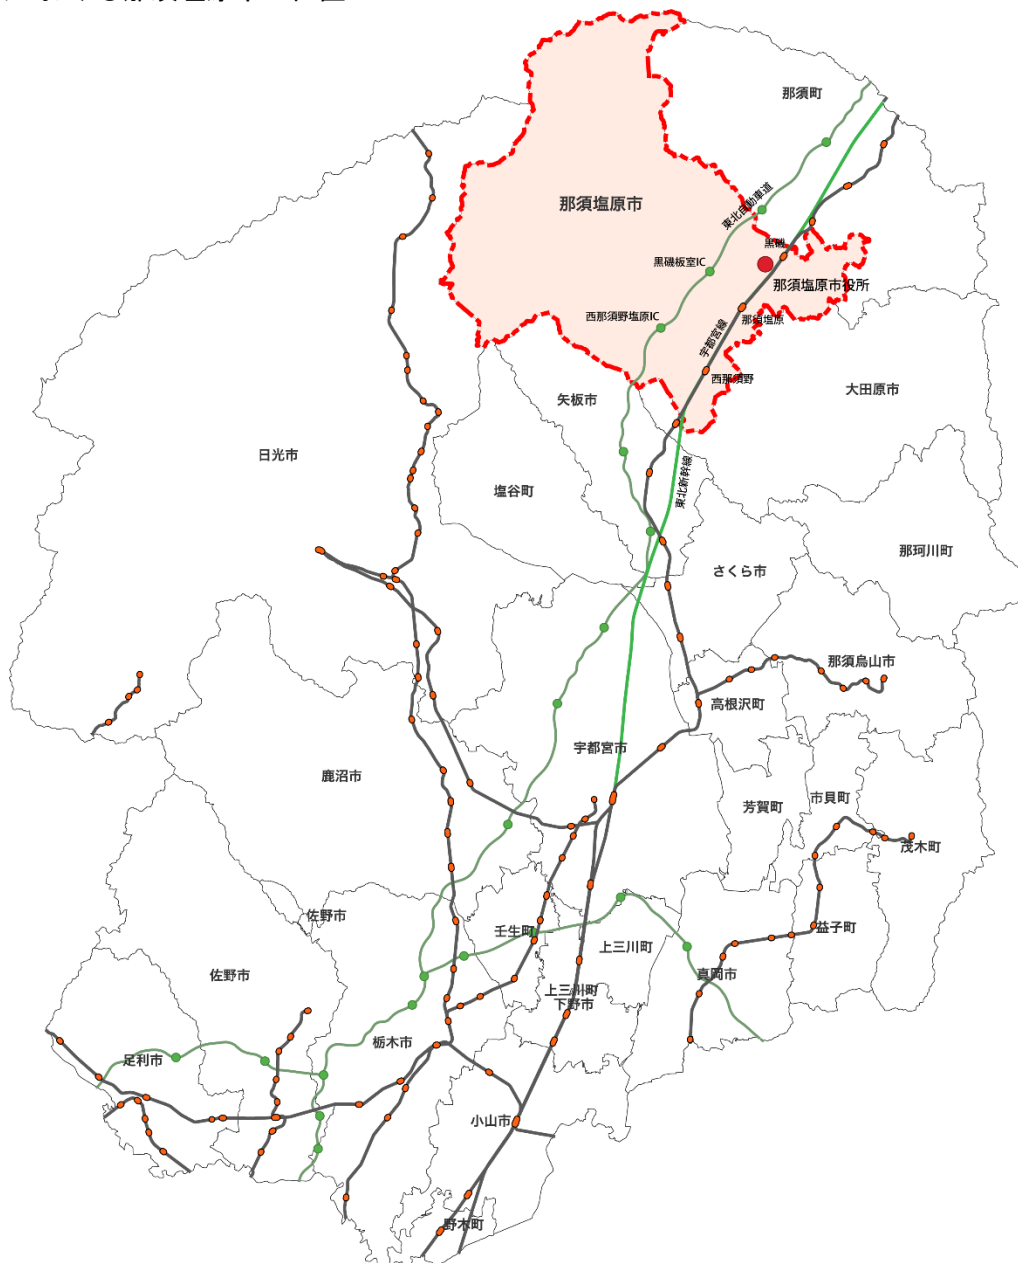 那須町
那須塩原市
東北自動車道
黒磯
黒磯板室IC
那須塩原市役所
西那須野塩原IC
那須塩原
宇都宮線
西那須野
矢板市
大田原市
日光市
塩谷町
東北新幹線
那珂川町
さくら市
那須烏山市
高根沢町
宇都宮市
鹿沼市
芳賀町
市貝町
茂木町
佐野市
壬生町
益子町
上三川町
佐野市
真岡市
上三川町
下野市
栃木市
足利市
小山市
野木町